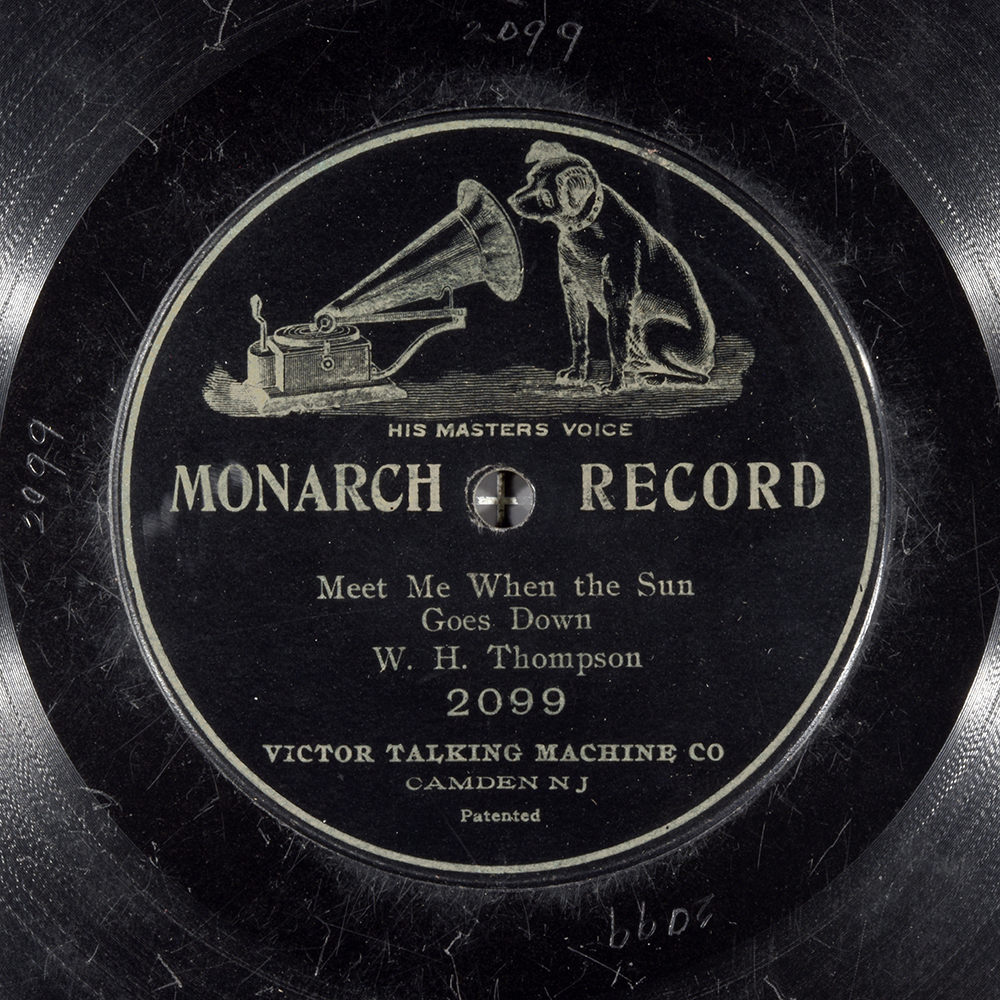 2099
HIS MASTERS VOICE
MONARCH RECORD
2099
Meet Me When the Sun
Goes Down
W. H. Thompson
2099
VICTOR TALKING MACHINE CO
CAMDEN N J
Patented
2099